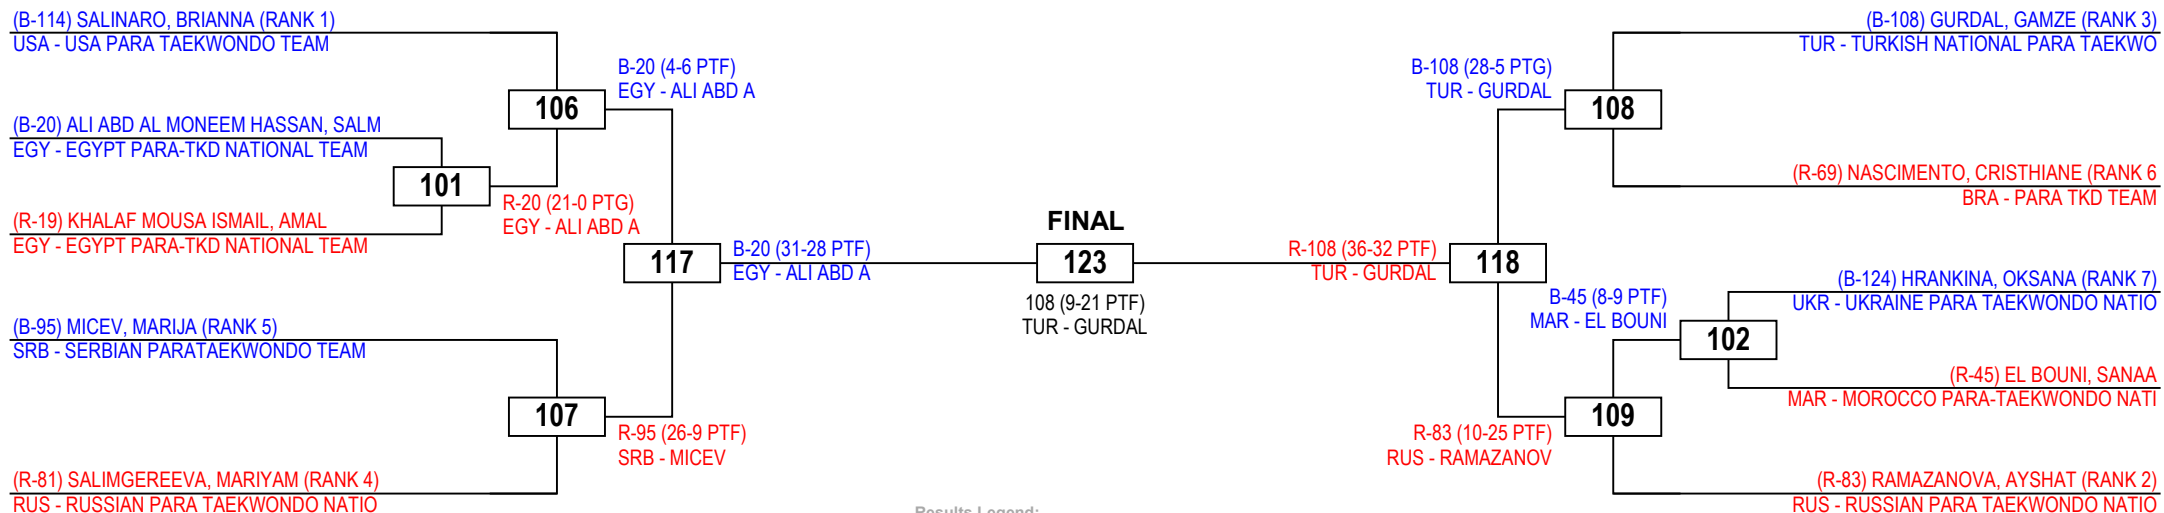 (B-114) SALINARO, BRIANNA (RANK 1)
USA - USA PARA TAEKWONDO TEAM
(B-20) ALI ABD AL MONEEM HASSAN, SALM
EGY - EGYPT PARA-TKD NATIONAL TEAM
(R-19) KHALAF MOUSA ISMAIL, AMAL
EGY - EGYPT PARA-TKD NATIONAL TEAM
(B-95) MICEV, MARIJA (RANK 5)
SRB - SERBIAN PARATAEKWONDO TEAM
(R-81) SALIMGEREEVA, MARIYAM (RANK 4)
RUS - RUSSIAN PARA TAEKWONDO NATIO
101
R-20 (21-0 PTG)
EGY - ALI ABD A
106
B-20 (4-6 PTF)
EGY - ALI ABD A
107
R-95 (26-9 PTF)
SRB - MICEV
117
B-20 (31-28 PTF)
EGY - ALI ABD A
FINAL
123
108 (9-21 PTF)
TUR - GURDAL
R-108 (36-32 PTF)
TUR - GURDAL
118
B-108 (28-5 PTG)
TUR - GURDAL
108
R-83 (10-25 PTF)
RUS - RAMAZANOV
109
B-45 (8-9 PTF)
MAR - EL BOUNI
102
(B-108) GURDAL, GAMZE (RANK 3)
TUR - TURKISH NATIONAL PARA TAEKWO
(R-69) NASCIMENTO, CRISTHIANE (RANK 6
BRA - PARA TKD TEAM
(B-124) HRANKINA, OKSANA (RANK 7)
UKR - UKRAINE PARA TAEKWONDO NATIO
(R-45) EL BOUNI, SANAA
MAR - MOROCCO PARA-TAEKWONDO NATI
(R-83) RAMAZANOVA, AYSHAT (RANK 2)
RUS - RUSSIAN PARA TAEKWONDO NATIO
Results Legend: